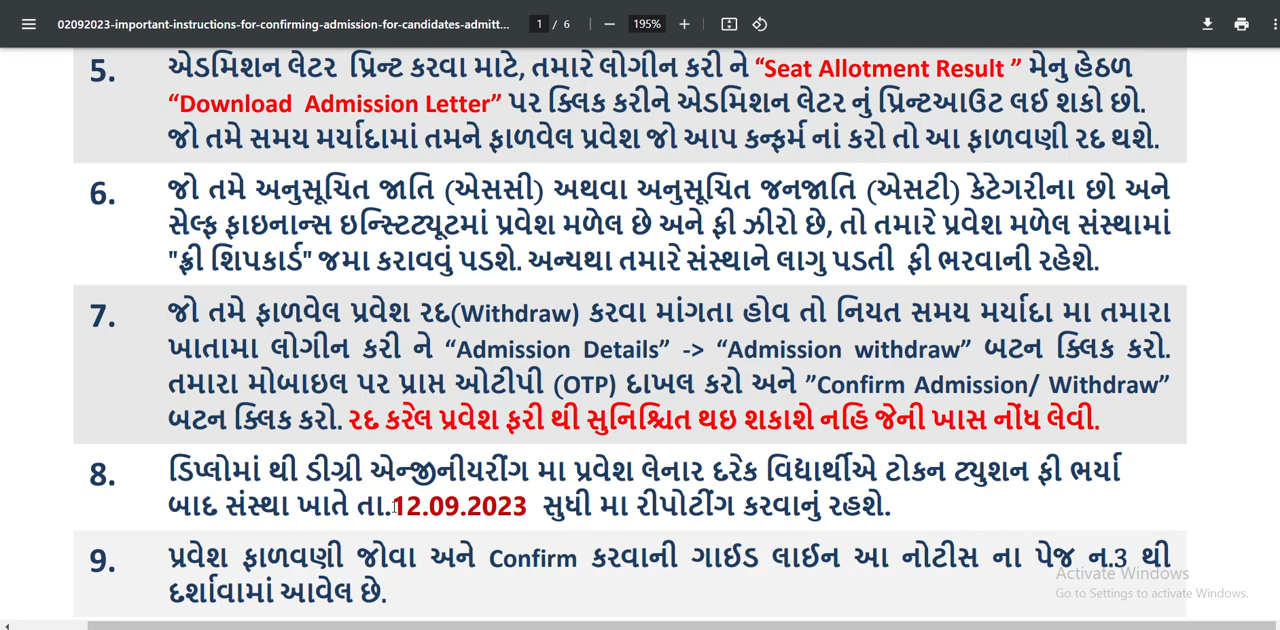 02092023-important-instructions-for-confirming-admission-for-candidates-admitt... 1 / 6 195%
5. એડમિશન લેટર પ્રિન્ટ કરવા માટે, તમારે લોગીન કરી ને “Seat Allotment Result ” મેનુ હેઠળ
“Download Admission Letter” પર ક્લિક કરીને એડમિશન લેટર નું પ્રિન્ટઆઉટ લઈ શકો છો.
જો તમે સમય મર્યાદામાં તમને ફાળવેલ પ્રવેશ જો આપ કન્ફર્મ નાં કરો તો આ ફાળવણી રદ થશે.
6. જો તમે અનુસૂચિત જાતિ (એસસી) અથવા અનુસૂચિત જનજાતિ (એસટી) કેટેગરીના છો અને
સેલ્ફ ફાઇનાન્સ ઇન્સ્ટિટ્યૂટમાં પ્રવેશ મળેલ છે અને ફી ઝીરો છે, તો તમારે પ્રવેશ મળેલ સંસ્થામાં
"ફ્રી શિપકાર્ડ" જમા કરાવવું પડશે. અન્યથા તમારે સંસ્થાને લાગુ પડતી ફી ભરવાની રહેશે.
7. જો તમે ફાળવેલ પ્રવેશ રદ(Withdraw) કરવા માંગતા હોવ તો નિયત સમય મર્યાદા મા તમારા
ખાતામા લોગીન કરી ને “Admission Details” -> “Admission withdraw” બટન ક્લિક કરો.
તમારા મોબાઇલ પર પ્રાપ્ત ઓટીપી (OTP) દાખલ કરો અને ”Confirm Admission/ Withdraw”
બટન ક્લિક કરો. રદ કરેલ પ્રવેશ ફરી થી સુનિશ્ચિત થઇ શકાશે નહિ જેની ખાસ નોંધ લેવી.
8. ડિપ્લોમાં થી ડીગ્રી એન્જીનીયરીંગ મા પ્રવેશ લેનાર દરેક વિદ્યાર્થીએ ટોકન ટ્યુશન ફી ભર્યા
બાદ સંસ્થા ખાતે તા.12.09.2023 સુધી મા રીપોર્ટીંગ કરવાનું રહશે.
9. પ્રવેશ ફાળવણી જોવા અને Confirm કરવાની ગાઈડ લાઈન આ નોટીસ ના પેજ ન.3 થી
દર્શાવામાં આવેલ છે.
Activate Windows
Go to Settings to activate Windows.